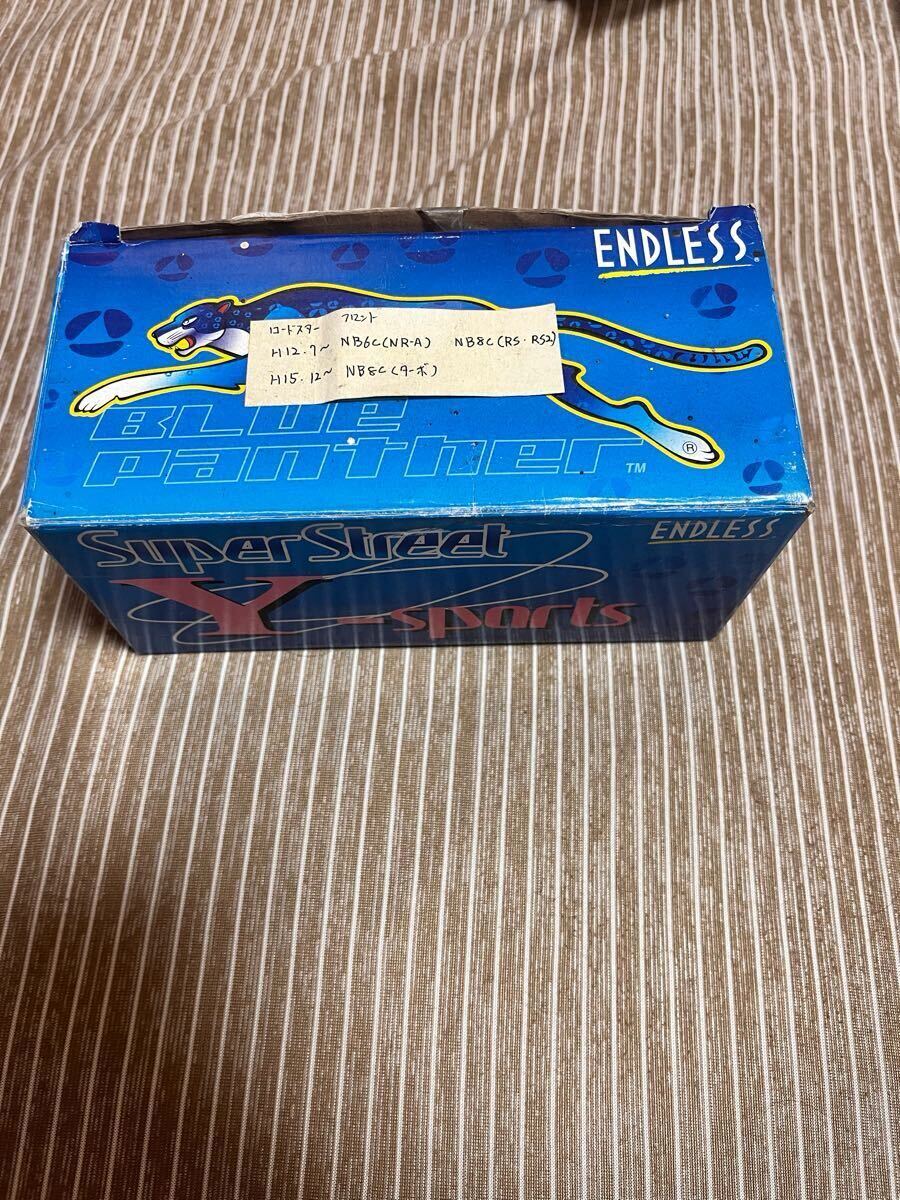 ENDLESS
ロードスター フロント
H12.7~ NB6C(NR-A) NB8C(RS・RS2)
H15.12~ NB8C(ターボ)
BLUE
panther TM
®
Super Street ENDLESS
Y-sports